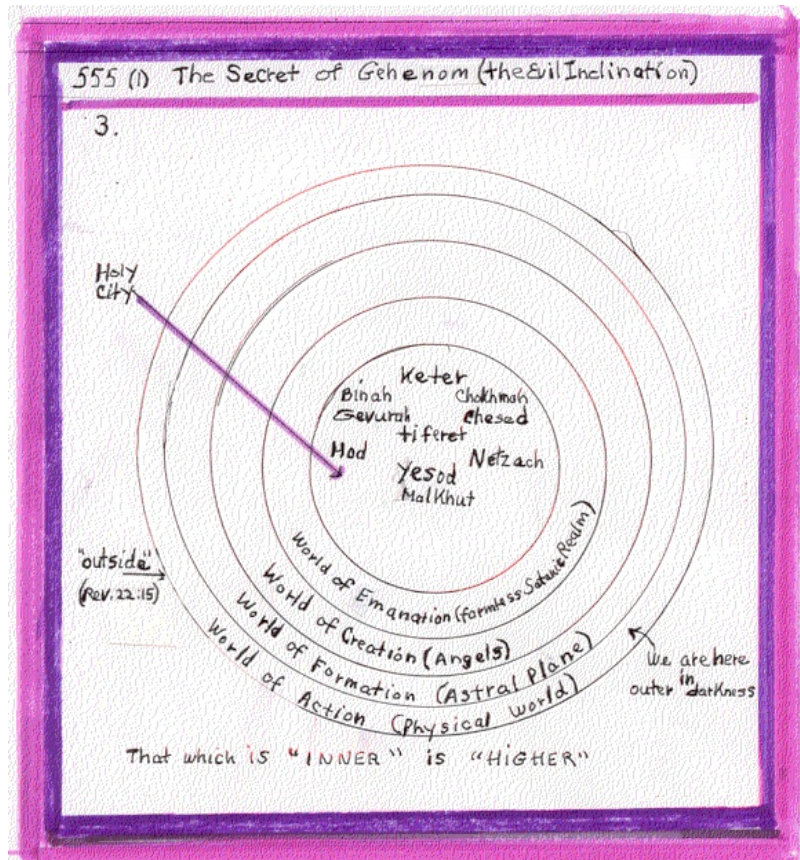 555 (1) The Secret of Gehenom (the Evil Inclination)
3.
Holy
City
Keter
Binah
Chokhmah
Gevurah
Chesed
tiferet
Hod
Netzach
Yesod
Malkhut
"outside"
(Rev. 22:15)
World of Emanation (formless Satanic Realm)
World of Creation (Angels)
World of Formation (Astral Plane)
World of Action (Physical World)
We are here
in
outer darkness
That which is "INNER" is "HIGHER"